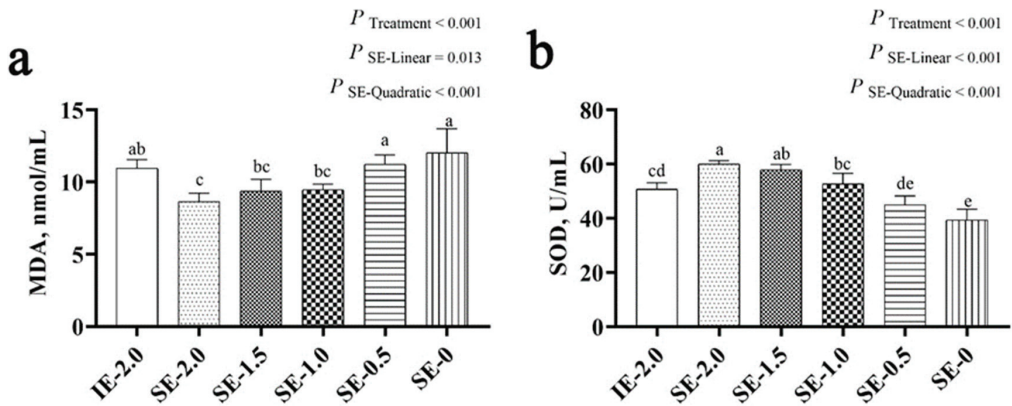 a
P Treatment < 0.001
P SE-Linear = 0.013
P SE-Quadratic < 0.001
MDA, nmol/mL
15
10
5
0
ab
c
bc
bc
a
a
IE-2.0
SE-2.0
SE-1.5
SE-1.0
SE-0.5
SE-0
b
P Treatment < 0.001
P SE-Linear < 0.001
P SE-Quadratic < 0.001
SOD, U/mL
80
60
40
20
0
cd
a
ab
bc
de
e
IE-2.0
SE-2.0
SE-1.5
SE-1.0
SE-0.5
SE-0